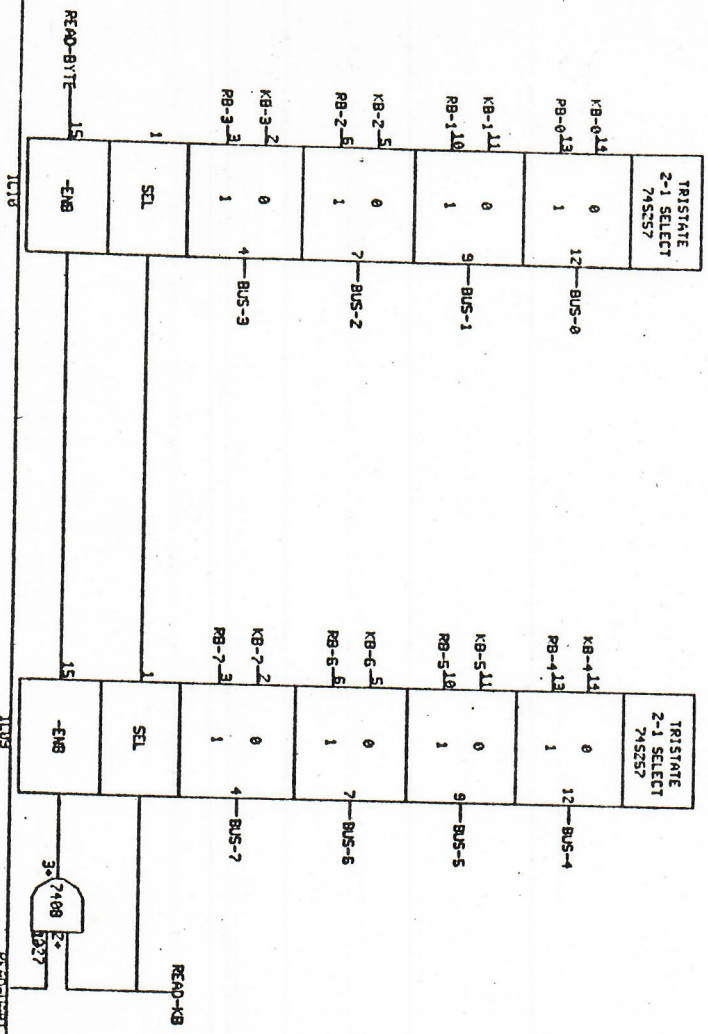 TRISTATE
2-1 SELECT
74S257
KB-0 14
RB-0 13
0
1
12
BUS-0
KB-1 11
RB-1 10
0
1
9
BUS-1
KB-2 5
RB-2 6
0
1
7
BUS-2
KB-3 2
RB-3 3
0
1
4
BUS-3
1
SEL
READ-BYTE
15
-ENB
TRISTATE
2-1 SELECT
74S257
KB-4 14
RB-4 13
0
1
12
BUS-4
KB-5 11
RB-5 10
0
1
9
BUS-5
KB-6 5
RB-6 6
0
1
7
BUS-6
KB-7 2
RB-7 3
0
1
4
BUS-7
1
SEL
15
-ENB
3+
7408
2+
READ-KB